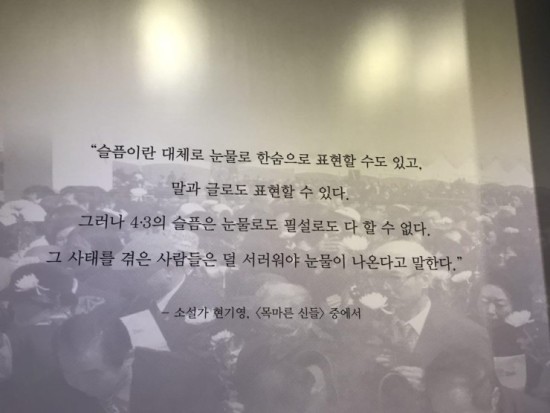 “슬픔이란 대체로 눈물로 한숨으로 표현할 수도 있고,
말과 글로도 표현할 수 있다.
그러나 4·3의 슬픔은 눈물로도 필설로도 다 할 수 없다.
그 사태를 겪은 사람들은 덜 서러워야 눈물이 나온다고 말한다.”
– 소설가 현기영, 〈목마른 신들〉 중에서